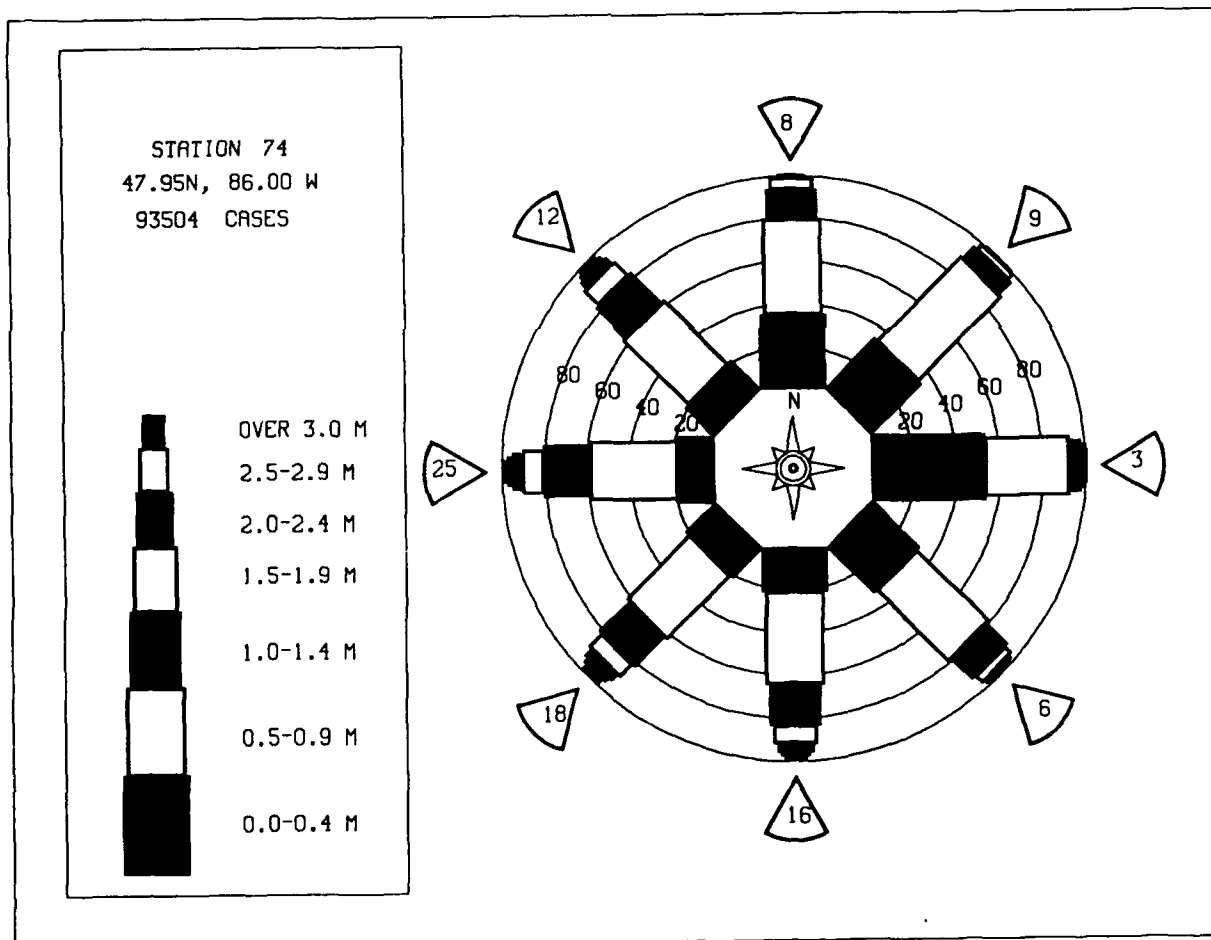 STATION 74
47.95N, 86.00 W
93504 CASES
OVER 3.0 M
2.5-2.9 M
2.0-2.4 M
1.5-1.9 M
1.0-1.4 M
0.5-0.9 M
0.0-0.4 M
8
12
9
80
60
40
20
N
20
40
60
80
25
3
18
6
16